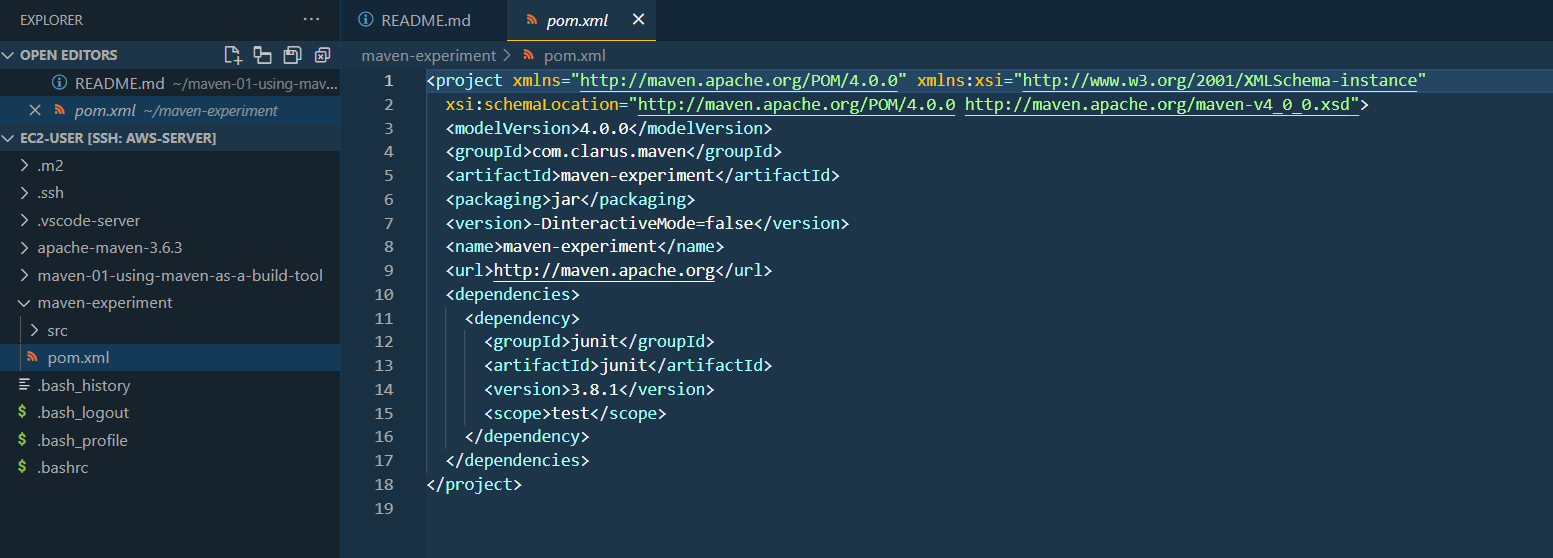 EXPLORER
···
OPEN EDITORS
README.md ~/maven-01-using-mav...
pom.xml ~/maven-experiment
EC2-USER [SSH: AWS-SERVER]
.m2
.ssh
.vscode-server
apache-maven-3.6.3
maven-01-using-maven-as-a-build-tool
maven-experiment
src
pom.xml
.bash_history
$ .bash_logout
$ .bash_profile
$ .bashrc
README.md
pom.xml
maven-experiment > pom.xml
1 <project xmlns="http://maven.apache.org/POM/4.0.0" xmlns:xsi="http://www.w3.org/2001/XMLSchema-instance"
2 xsi:schemaLocation="http://maven.apache.org/POM/4.0.0 http://maven.apache.org/maven-v4_0_0.xsd">
3 <modelVersion>4.0.0</modelVersion>
4 <groupId>com.clarus.maven</groupId>
5 <artifactId>maven-experiment</artifactId>
6 <packaging>jar</packaging>
7 <version>-DinteractiveMode=false</version>
8 <name>maven-experiment</name>
9 <url>http://maven.apache.org</url>
10 <dependencies>
11 <dependency>
12 <groupId>junit</groupId>
13 <artifactId>junit</artifactId>
14 <version>3.8.1</version>
15 <scope>test</scope>
16 </dependency>
17 </dependencies>
18 </project>
19